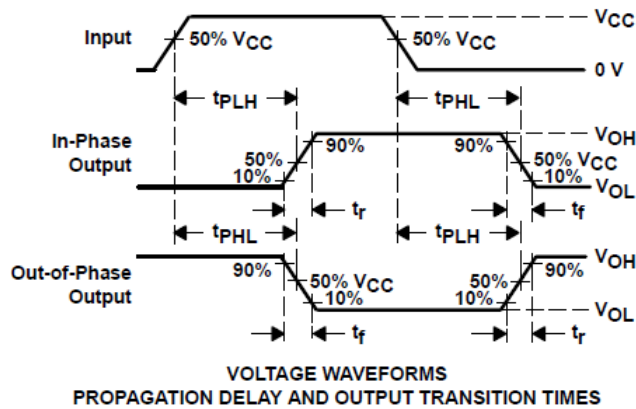 Input
50% VCC
50% VCC
VCC
0 V
tPLH
tPHL
In-Phase
Output
50%
10%
90%
90%
50% VCC
10%
VOH
VOL
tr
tf
tPHL
tPLH
Out-of-Phase
Output
90%
50% VCC
10%
50%
10%
90%
VOH
VOL
tf
tr
VOLTAGE WAVEFORMS
PROPAGATION DELAY AND OUTPUT TRANSITION TIMES